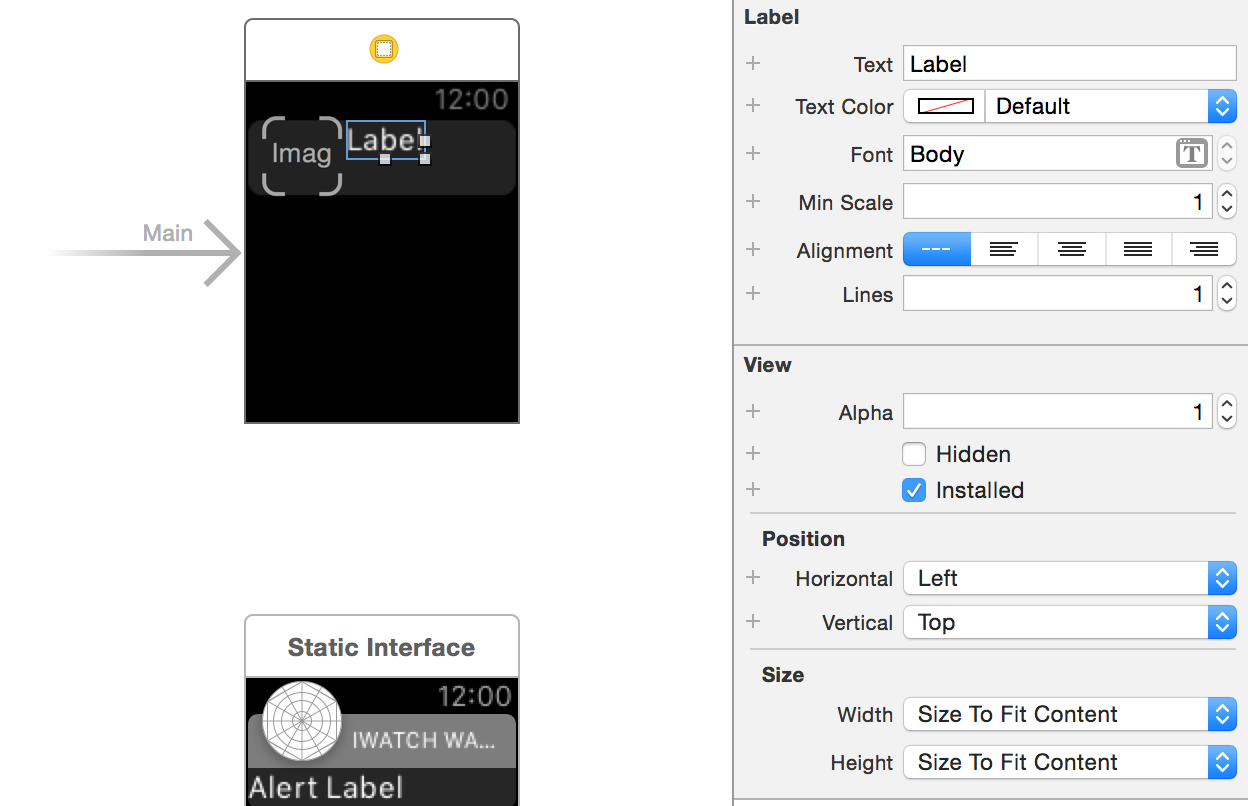 12:00
Imag
Label
Main
Static Interface
12:00
IWATCH WA...
Alert Label
Label
Text Label
Text Color Default
Font Body T
Min Scale 1
Alignment
Lines 1
View
Alpha 1
Hidden
Installed
Position
Horizontal Left
Vertical Top
Size
Width Size To Fit Content
Height Size To Fit Content